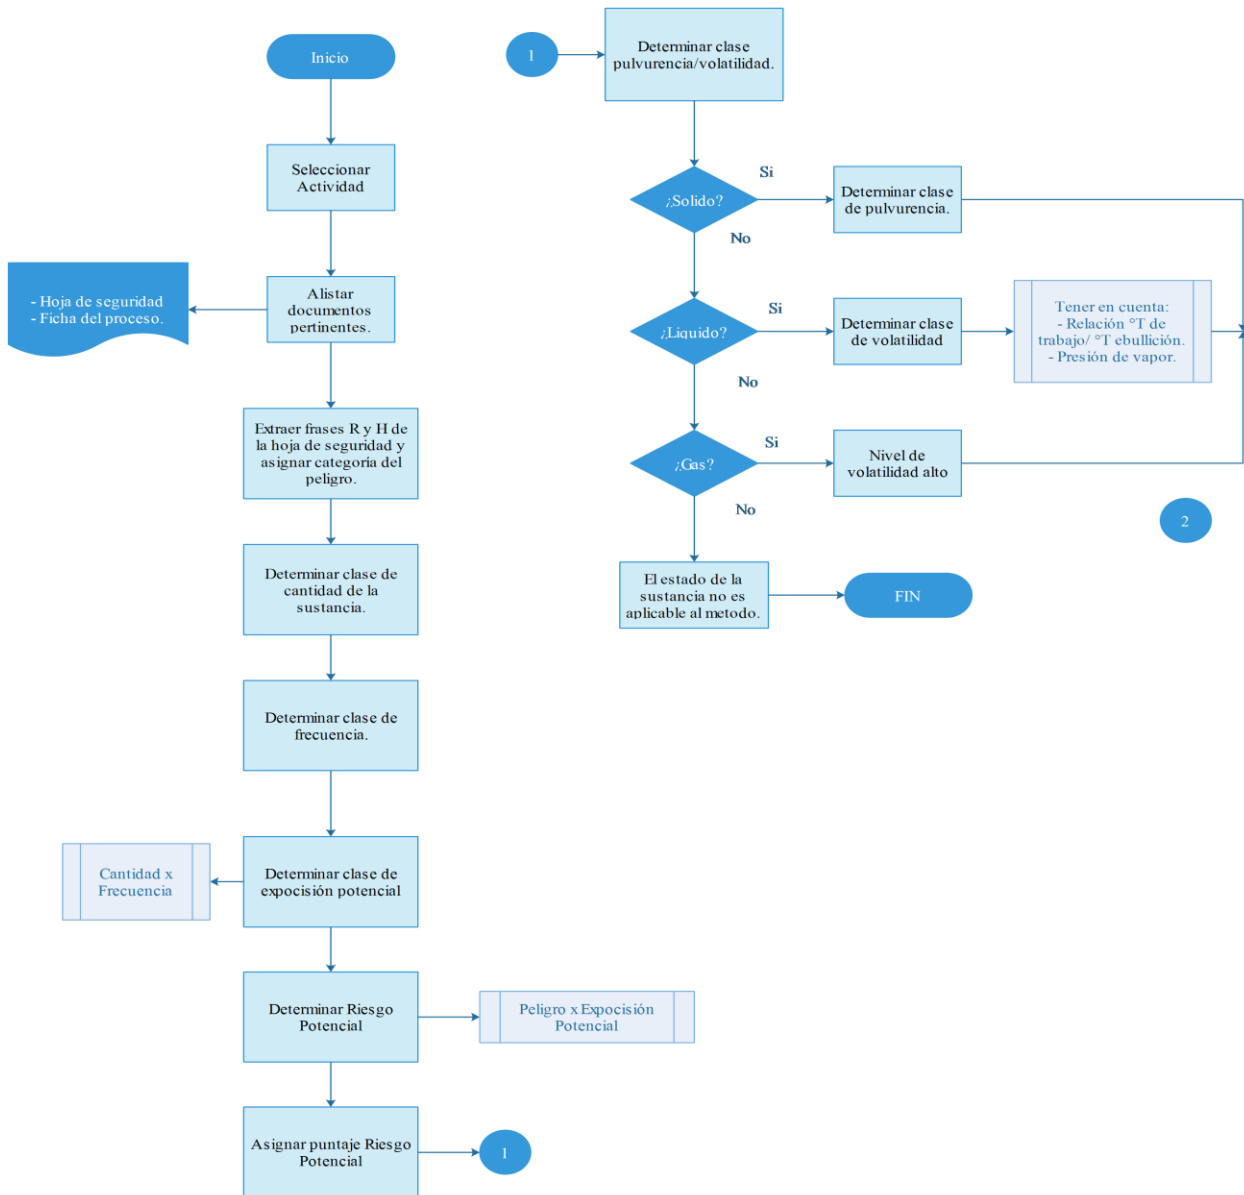 Inicio
Seleccionar
Actividad
Alistar
documentos
pertinentes.
- Hoja de seguridad
- Ficha del proceso.
Extraer frases R y H de
la hoja de seguridad y
asignar categoría del
peligro.
Determinar clase de
cantidad de la
sustancia.
Determinar clase de
frecuencia.
Determinar clase de
expocisión potencial
Cantidad x
Frecuencia
Determinar Riesgo
Potencial
Peligro x Expocisión
Potencial
Asignar puntaje Riesgo
Potencial
1
1
Determinar clase
pulvurencia/volatilidad.
¿Solido?
Si
Determinar clase
de pulvurencia.
No
¿Liquido?
Si
Determinar clase
de volatilidad
Tener en cuenta:
- Relación °T de
trabajo/ °T ebullición.
- Presión de vapor.
No
¿Gas?
Si
Nivel de
volatilidad alto
No
2
El estado de la
sustancia no es
aplicable al metodo.
FIN